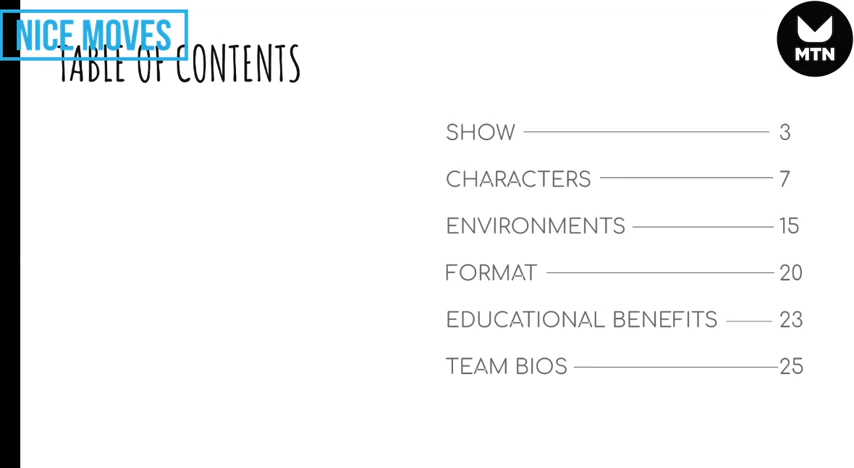 NICE MOVES
TABLE OF CONTENTS
MTN
SHOW 3
CHARACTERS 7
ENVIRONMENTS 15
FORMAT 20
EDUCATIONAL BENEFITS 23
TEAM BIOS 25